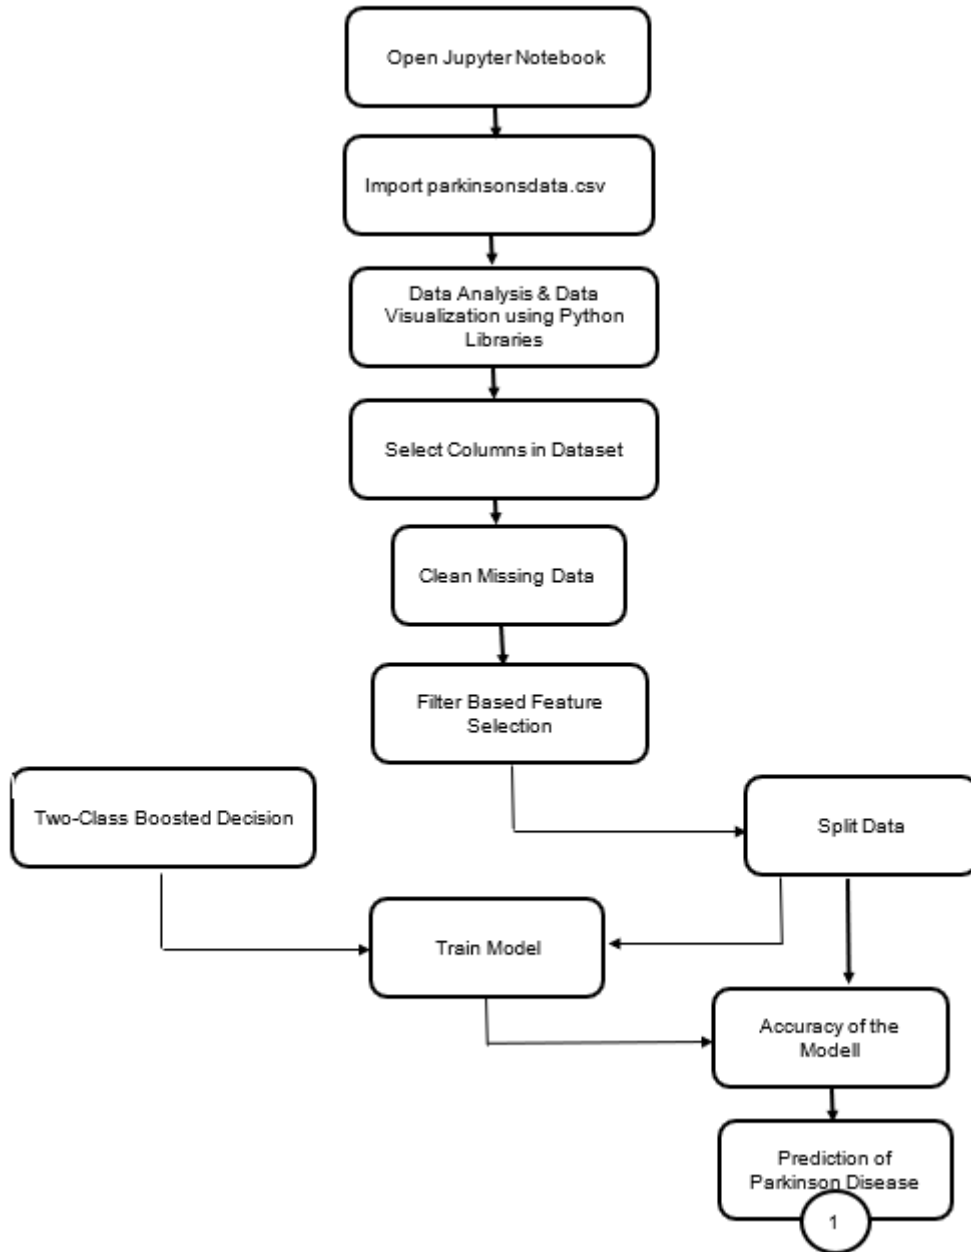 Open Jupyter Notebook
Import parkinsonsdata.csv
Data Analysis & Data
Visualization using Python
Libraries
Select Columns in Dataset
Clean Missing Data
Filter Based Feature
Selection
Two-Class Boosted Decision
Split Data
Train Model
Accuracy of the
Modell
Prediction of
Parkinson Disease
1